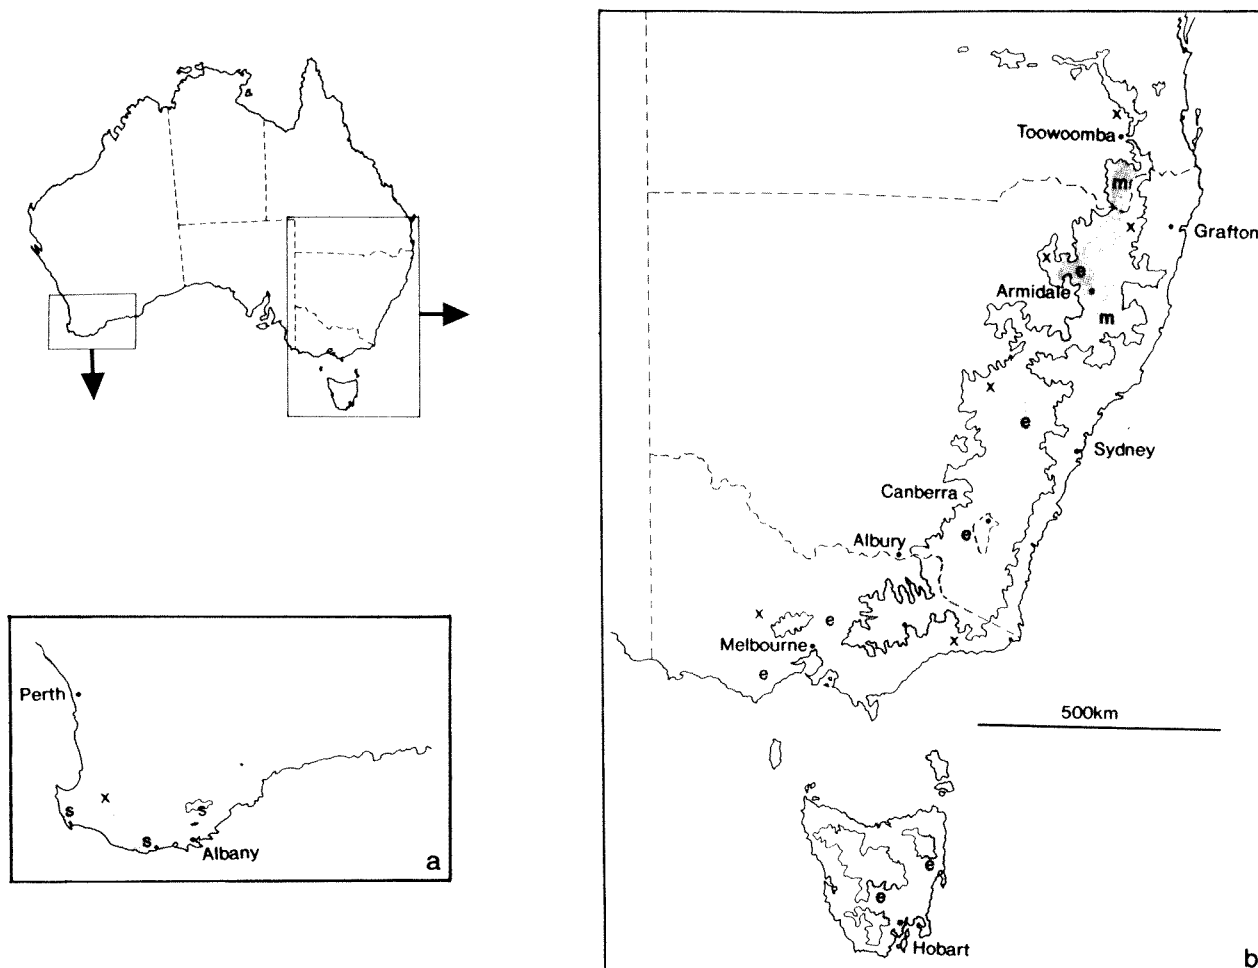 Toowoomba
x
m
Grafton
x
x
e
Armidale
m
x
e
Sydney
Canberra
e
Albury
x
e
Melbourne
x
e
500km
e
e
Hobart
b
Perth
x
s
s
s
Albany
a